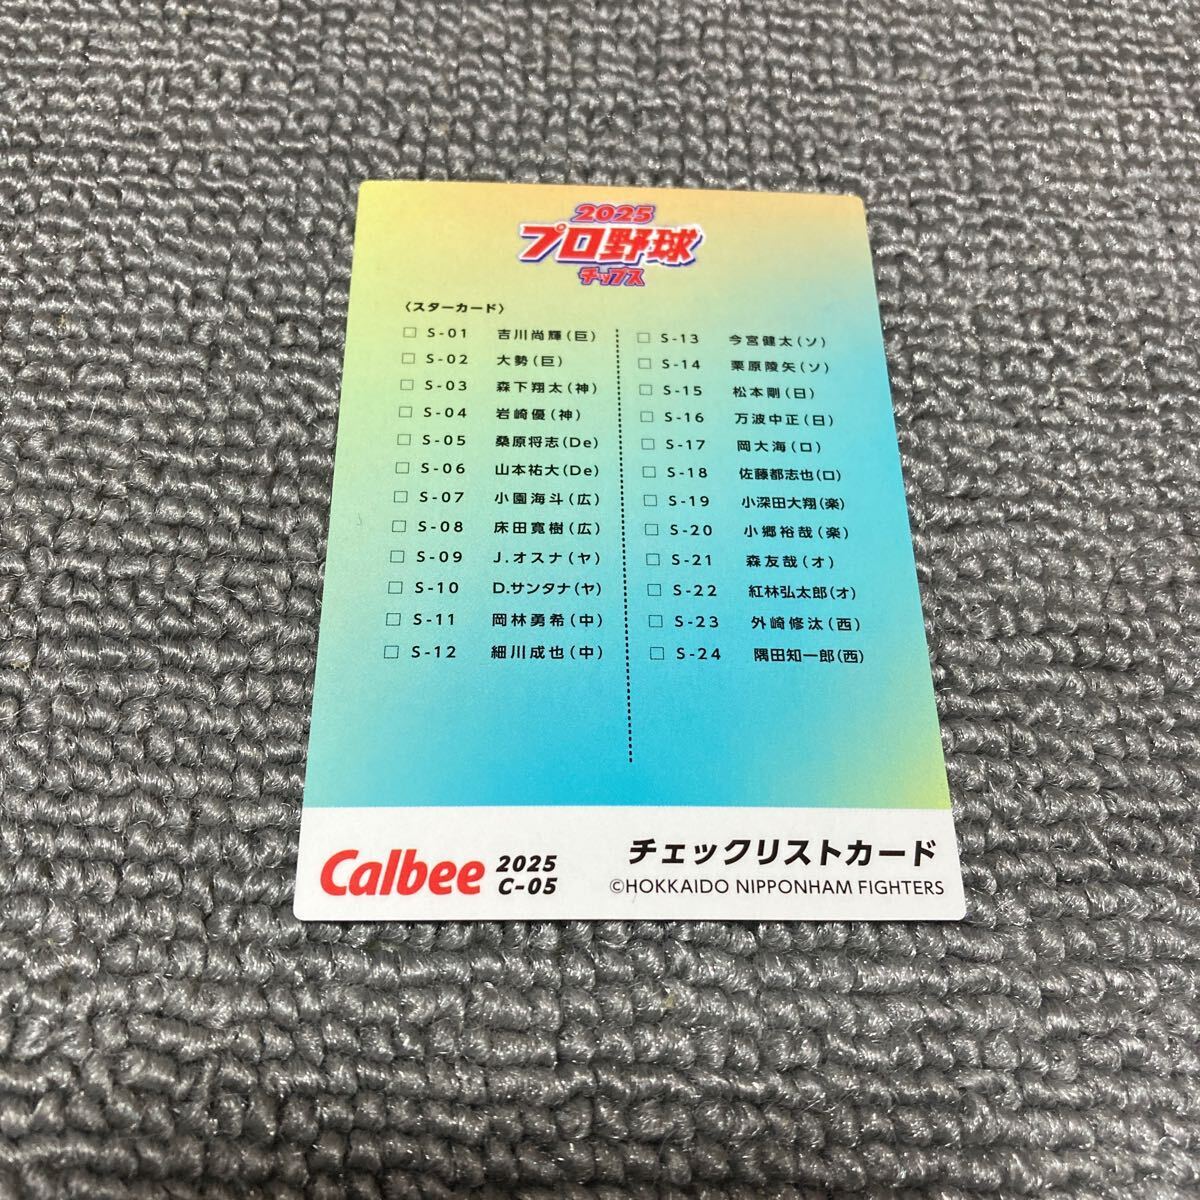 2025
プロ野球
チップス
〈スターカード〉
□ S-01 吉川尚輝(巨)
□ S-02 大勢(巨)
□ S-03 森下翔太(神)
□ S-04 岩崎優(神)
□ S-05 桑原将志(De)
□ S-06 山本祐大(De)
□ S-07 小園海斗(広)
□ S-08 床田寛樹(広)
□ S-09 J.オスナ(ヤ)
□ S-10 D.サンタナ(ヤ)
□ S-11 岡林勇希(中)
□ S-12 細川成也(中)
□ S-13 今宮健太(ソ)
□ S-14 栗原陵矢(ソ)
□ S-15 松本剛(日)
□ S-16 万波中正(日)
□ S-17 岡大海(ロ)
□ S-18 佐藤都志也(ロ)
□ S-19 小深田大翔(楽)
□ S-20 小郷裕哉(楽)
□ S-21 森友哉(オ)
□ S-22 紅林弘太郎(オ)
□ S-23 外崎修汰(西)
□ S-24 隅田知一郎(西)
Calbee 2025
C-05
チェックリストカード
©HOKKAIDO NIPPONHAM FIGHTERS